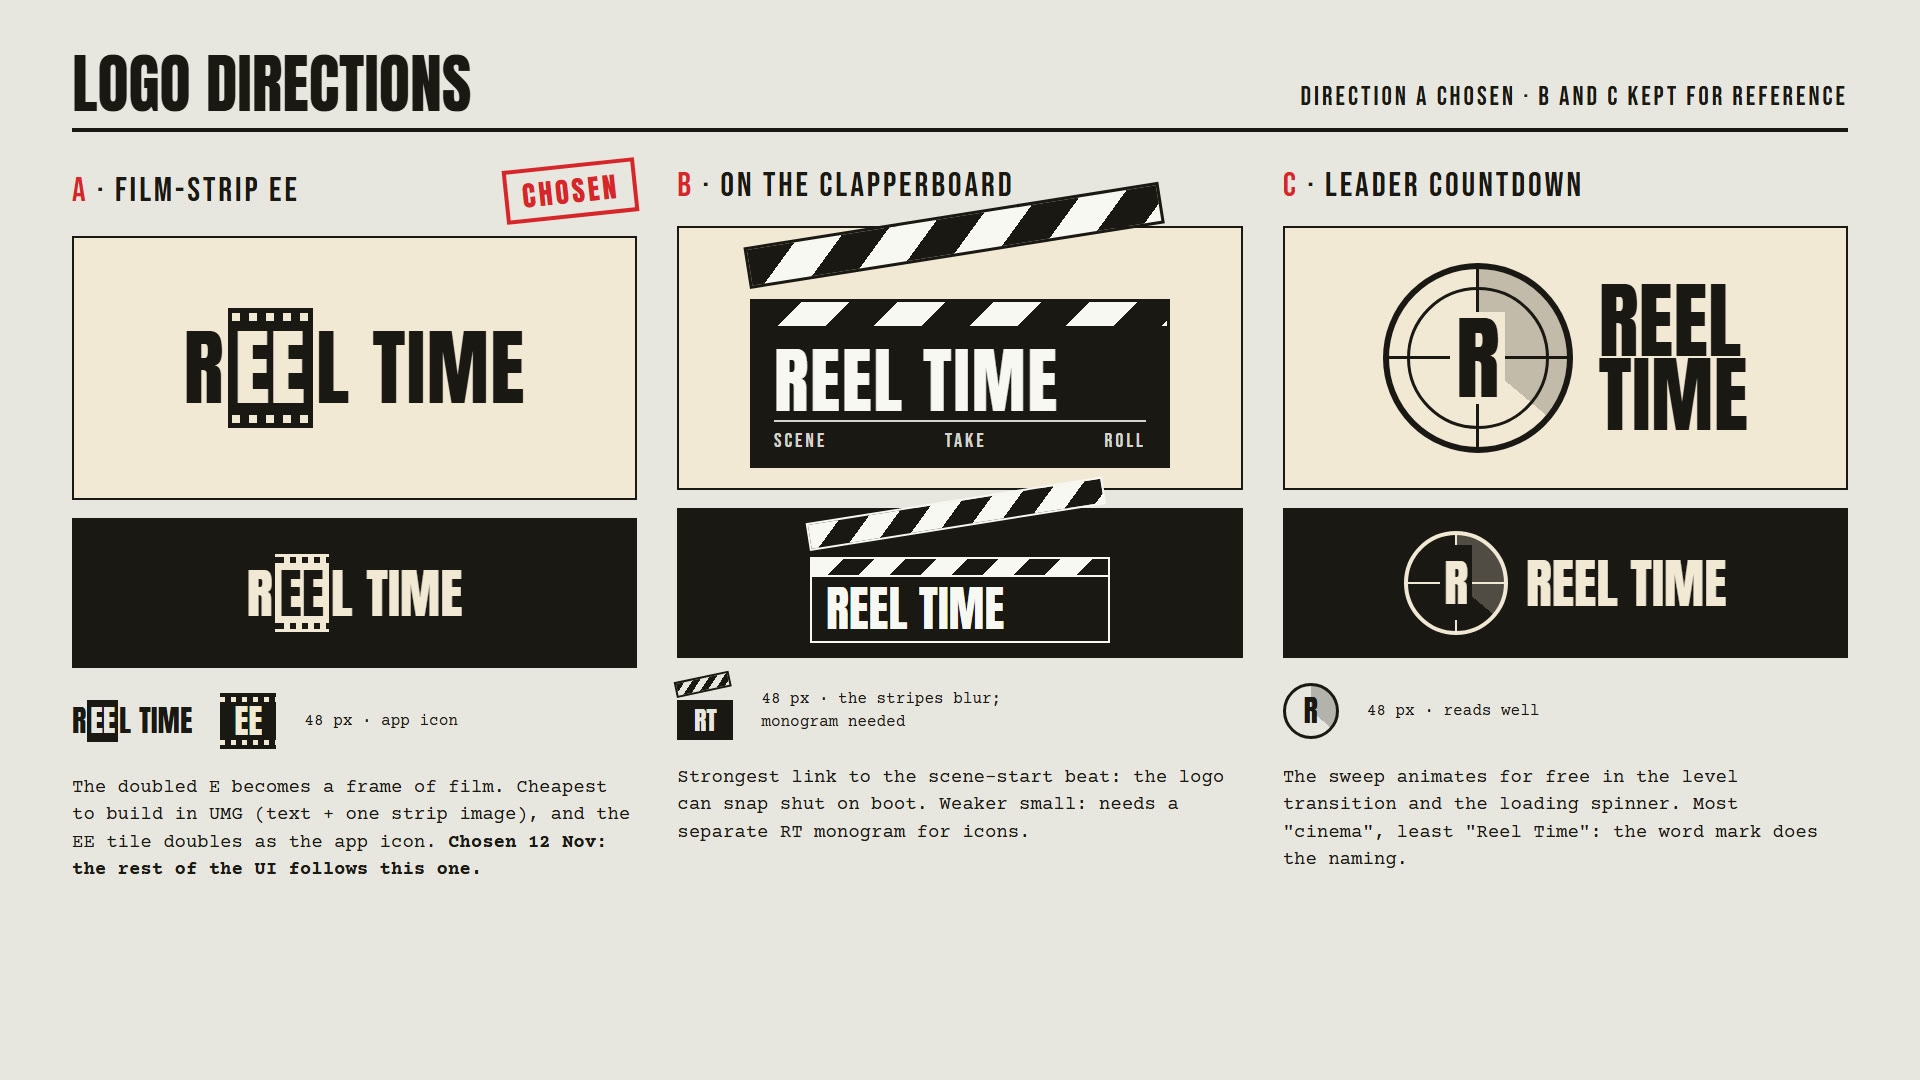 LOGO DIRECTIONS
DIRECTION A CHOSEN · B AND C KEPT FOR REFERENCE
A · FILM-STRIP EE
CHOSEN
REEL TIME
REEL TIME
REEL TIME
EE
48 px · app icon
The doubled E becomes a frame of film. Cheapest
to build in UMG (text + one strip image), and the
EE tile doubles as the app icon. Chosen 12 Nov:
the rest of the UI follows this one.
B · ON THE CLAPPERBOARD
REEL TIME
SCENE TAKE ROLL
REEL TIME
RT
48 px · the stripes blur;
monogram needed
Strongest link to the scene-start beat: the logo
can snap shut on boot. Weaker small: needs a
separate RT monogram for icons.
C · LEADER COUNTDOWN
R
REEL
TIME
R
REEL TIME
R
48 px · reads well
The sweep animates for free in the level
transition and the loading spinner. Most
"cinema", least "Reel Time": the word mark does
the naming.